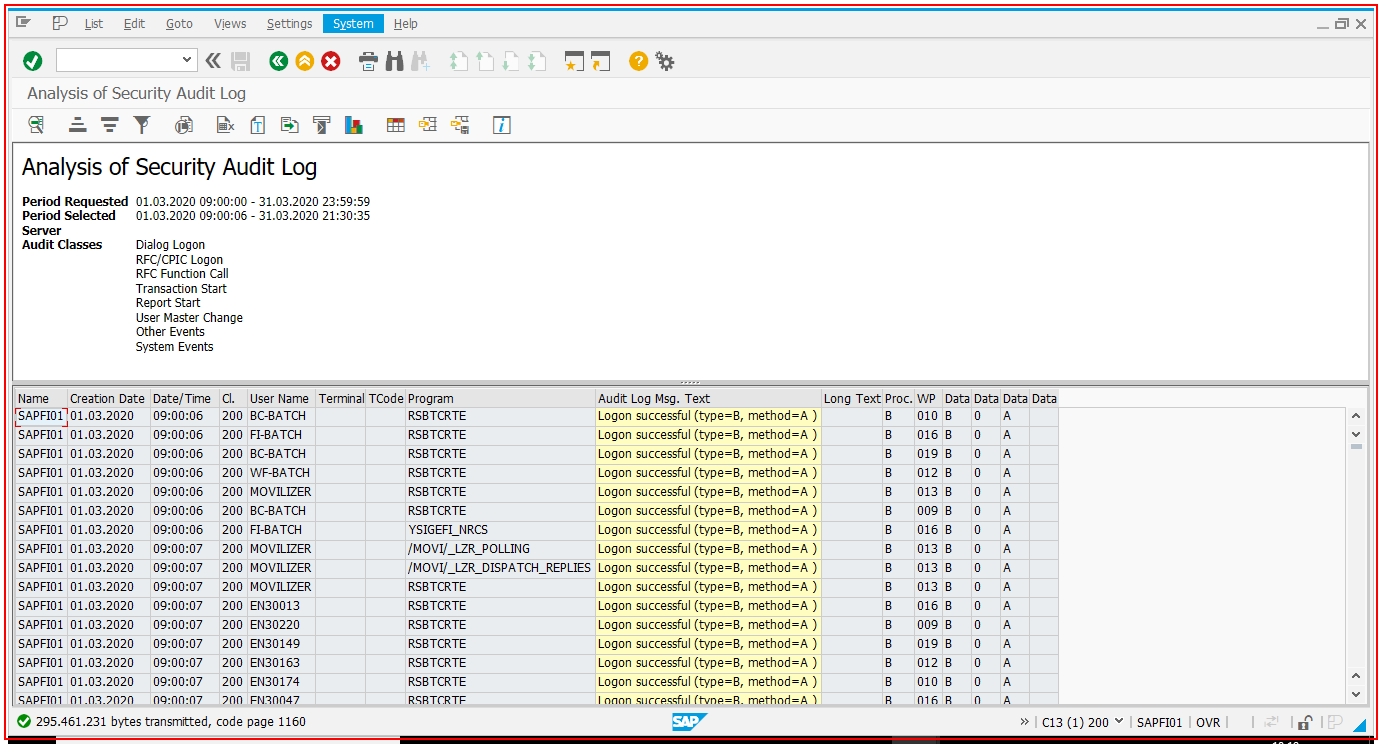 List Edit Goto Views Settings System Help
Analysis of Security Audit Log
Analysis of Security Audit Log
Period Requested 01.03.2020 09:00:00 - 31.03.2020 23:59:59
Period Selected 01.03.2020 09:00:06 - 31.03.2020 21:30:35
Server
Audit Classes Dialog Logon
RFC/CPIC Logon
RFC Function Call
Transaction Start
Report Start
User Master Change
Other Events
System Events
Name Creation Date Date/Time Cl. User Name Terminal TCode Program Audit Log Msg. Text Long Text Proc. WP Data Data Data Data
SAPFI01 01.03.2020 09:00:06 200 BC-BATCH RSBTCRTE Logon successful (type=B, method=A ) B 010 B 0 A
SAPFI01 01.03.2020 09:00:06 200 FI-BATCH RSBTCRTE Logon successful (type=B, method=A ) B 016 B 0 A
SAPFI01 01.03.2020 09:00:06 200 BC-BATCH RSBTCRTE Logon successful (type=B, method=A ) B 019 B 0 A
SAPFI01 01.03.2020 09:00:06 200 WF-BATCH RSBTCRTE Logon successful (type=B, method=A ) B 012 B 0 A
SAPFI01 01.03.2020 09:00:06 200 MOVILIZER RSBTCRTE Logon successful (type=B, method=A ) B 013 B 0 A
SAPFI01 01.03.2020 09:00:06 200 BC-BATCH RSBTCRTE Logon successful (type=B, method=A ) B 009 B 0 A
SAPFI01 01.03.2020 09:00:06 200 FI-BATCH YSIGEFI_NRCS Logon successful (type=B, method=A ) B 016 B 0 A
SAPFI01 01.03.2020 09:00:07 200 MOVILIZER /MOVI/_LZR_POLLING Logon successful (type=B, method=A ) B 013 B 0 A
SAPFI01 01.03.2020 09:00:07 200 MOVILIZER /MOVI/_LZR_DISPATCH_REPLIES Logon successful (type=B, method=A ) B 013 B 0 A
SAPFI01 01.03.2020 09:00:07 200 MOVILIZER RSBTCRTE Logon successful (type=B, method=A ) B 013 B 0 A
SAPFI01 01.03.2020 09:00:07 200 EN30013 RSBTCRTE Logon successful (type=B, method=A ) B 016 B 0 A
SAPFI01 01.03.2020 09:00:07 200 EN30220 RSBTCRTE Logon successful (type=B, method=A ) B 009 B 0 A
SAPFI01 01.03.2020 09:00:07 200 EN30149 RSBTCRTE Logon successful (type=B, method=A ) B 019 B 0 A
SAPFI01 01.03.2020 09:00:07 200 EN30163 RSBTCRTE Logon successful (type=B, method=A ) B 012 B 0 A
SAPFI01 01.03.2020 09:00:07 200 EN30174 RSBTCRTE Logon successful (type=B, method=A ) B 010 B 0 A
SAPFI01 01.03.2020 09:00:07 200 EN30047 RSBTCRTE Logon successful (type=B, method=A ) B 016 B 0 A
295.461.231 bytes transmitted, code page 1160 SAP C13 (1) 200 SAPFI01 OVR